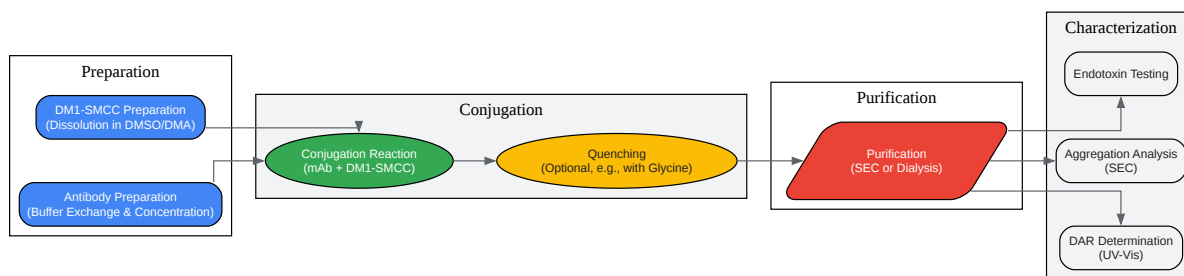 Preparation
DM1-SMCC Preparation
(Dissolution in DMSO/DMA)
Antibody Preparation
(Buffer Exchange & Concentration)
Conjugation
Conjugation Reaction
(mAb + DM1-SMCC)
Quenching
(Optional, e.g., with Glycine)
Purification
Purification
(SEC or Dialysis)
Characterization
Endotoxin Testing
Aggregation Analysis
(SEC)
DAR Determination
(UV-Vis)